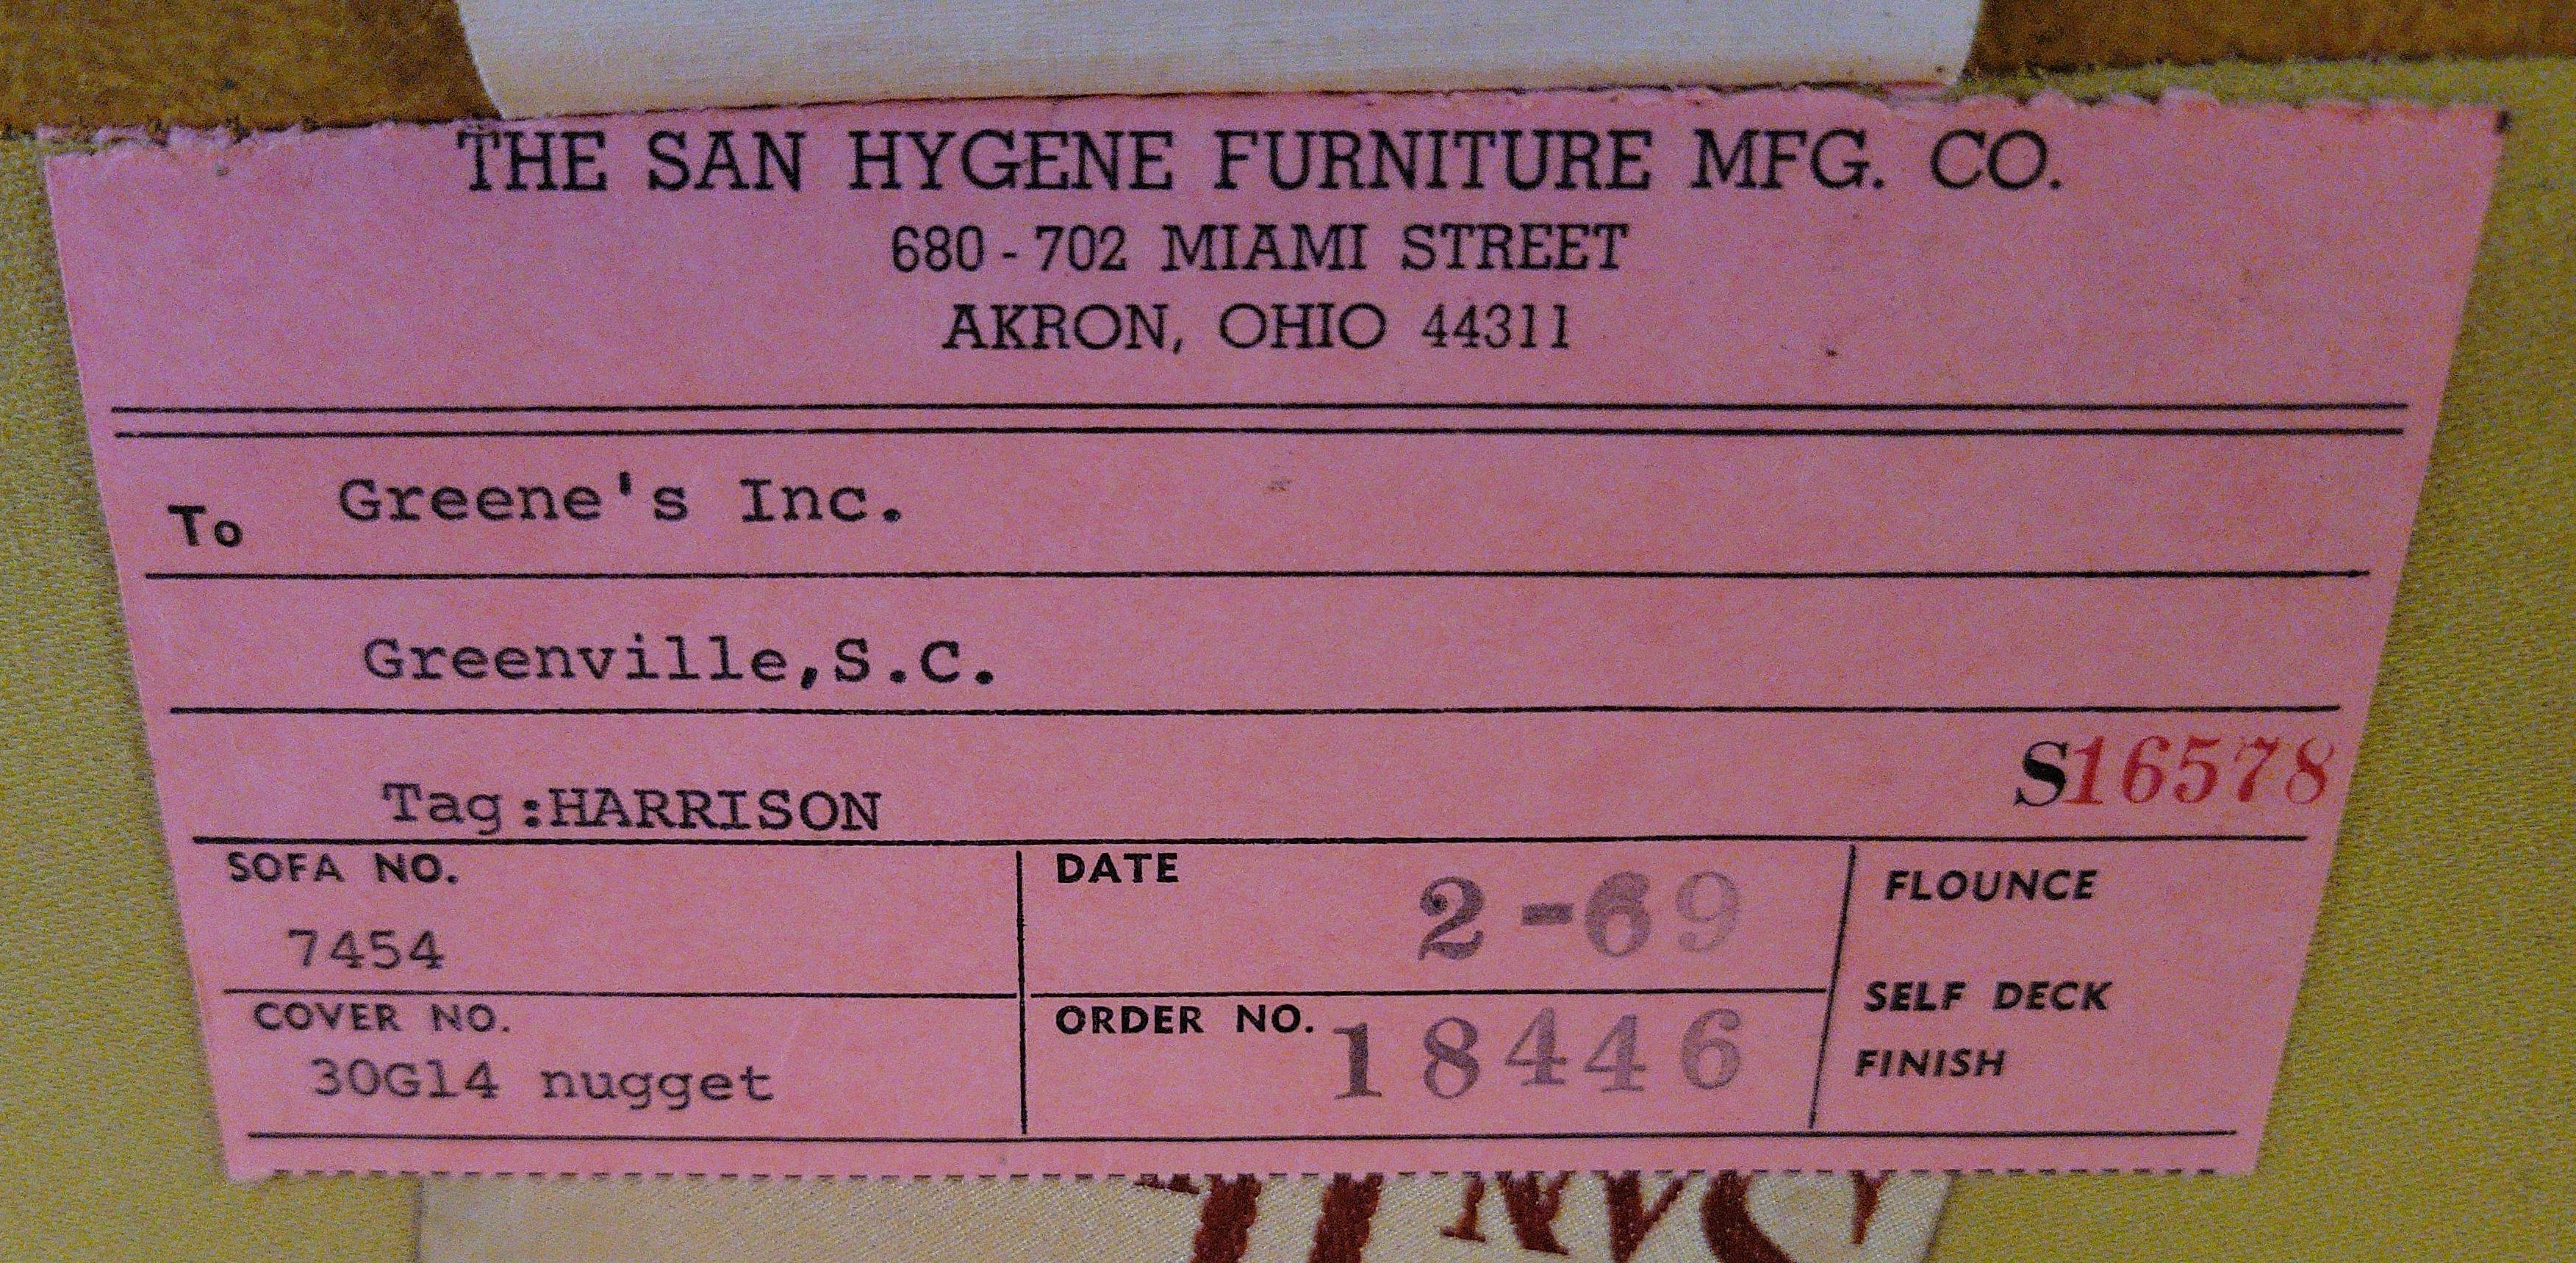 THE SAN HYGENE FURNITURE MFG. CO.
680-702 MIAMI STREET
AKRON, OHIO 44311
To Greene's Inc.
Greenville,S.C.
Tag:HARRISON S16578
SOFA NO. 7454
DATE 2-69
FLOUNCE
SELF DECK
COVER NO. 30G14 nugget
ORDER NO. 18446
FINISH